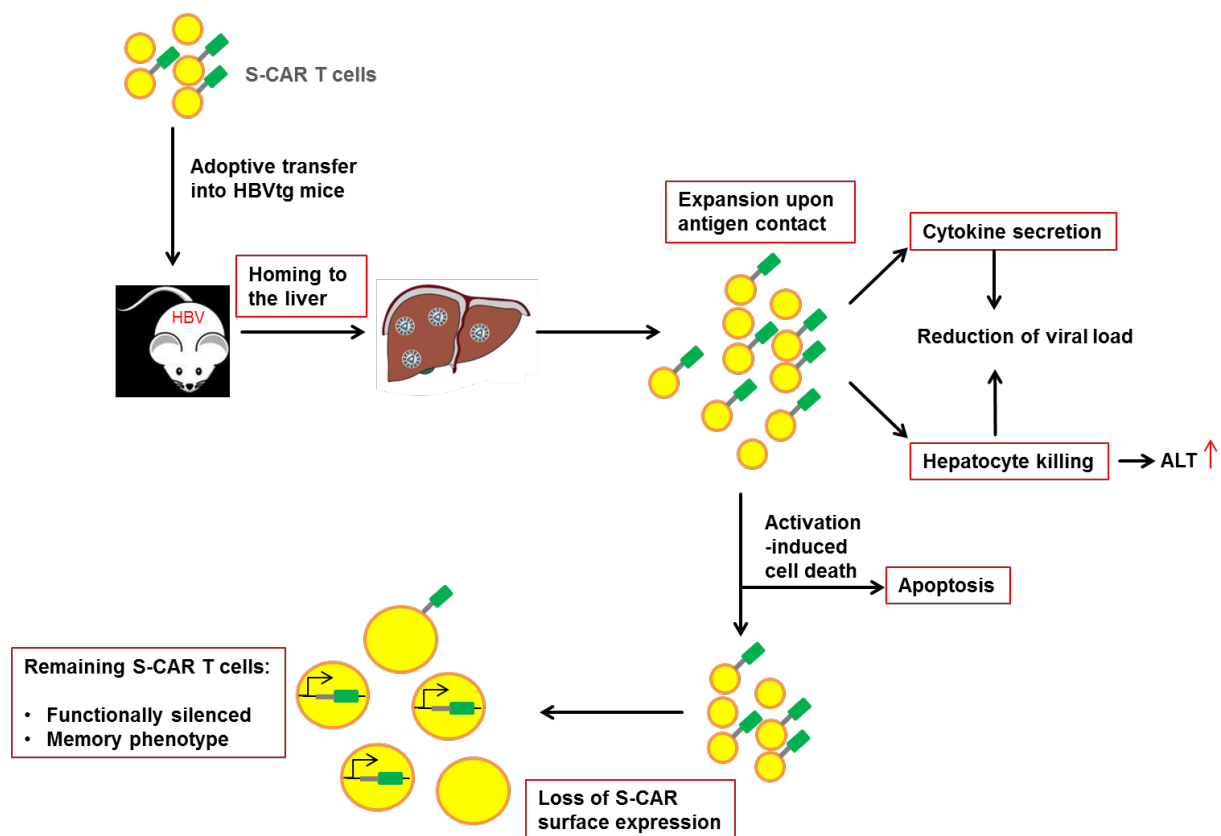 S-CAR T cells
Adoptive transfer
into HBVtg mice
HBV
Homing to
the liver
Expansion upon
antigen contact
Cytokine secretion
Reduction of viral load
Hepatocyte killing
ALT ↑
Activation
-induced
cell death
Apoptosis
Remaining S-CAR T cells:
• Functionally silenced
• Memory phenotype
Loss of S-CAR
surface expression